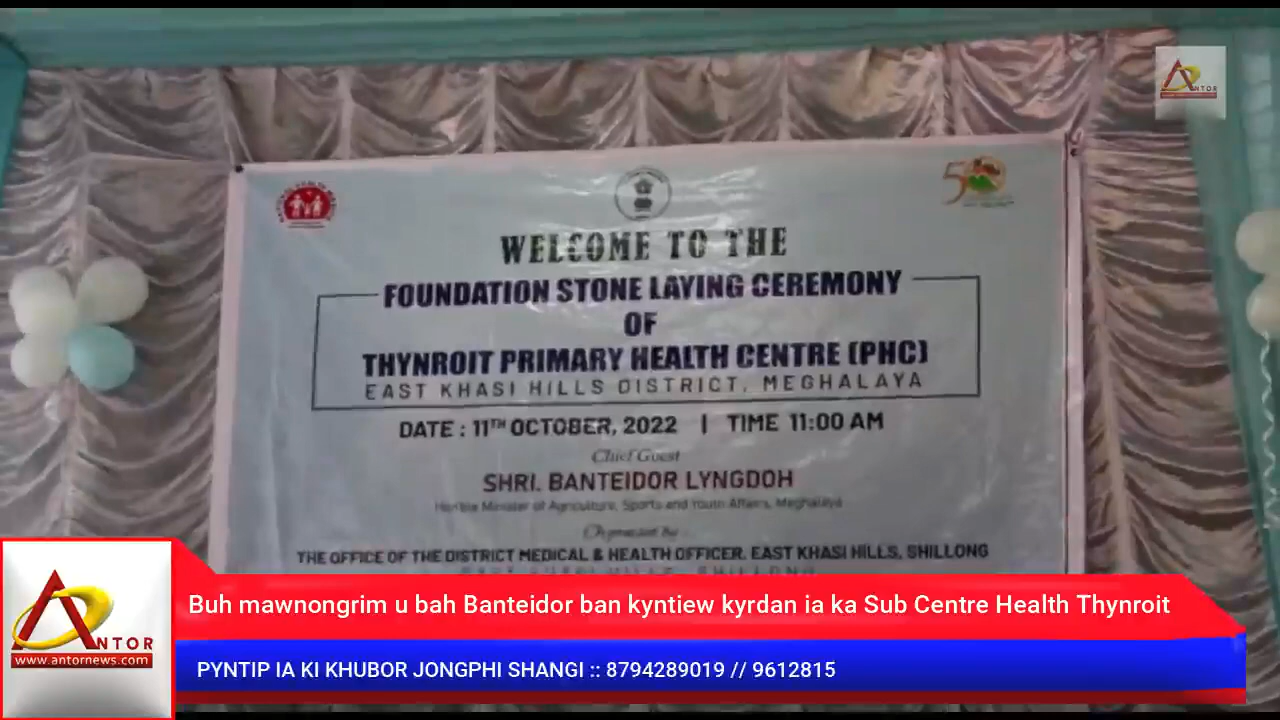 ANTOR
WELCOME TO THE
FOUNDATION STONE LAYING CEREMONY
OF
THYNROIT PRIMARY HEALTH CENTRE (PHC)
EAST KHASI HILLS DISTRICT, MEGHALAYA
DATE : 11TH OCTOBER, 2022 | TIME 11:00 AM
Chief Guest
SHRI. BANTEIDOR LYNGDOH
Hon'ble Minister of Agriculture, Sports and Youth Affairs, Meghalaya
Organised by :
THE OFFICE OF THE DISTRICT MEDICAL & HEALTH OFFICER, EAST KHASI HILLS, SHILLONG
Buh mawnongrim u bah Banteidor ban kyntiew kyrdan ia ka Sub Centre Health Thynroit
ANTOR
www.antornews.com
PYNTIP IA KI KHUBOR JONGPHI SHANGI :: 8794289019 // 9612815